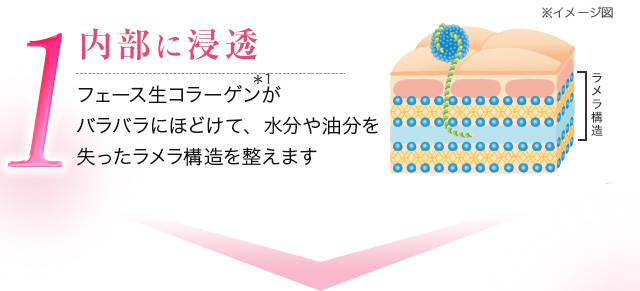 ※イメージ図
1
内部に浸透
フェース生コラーゲン*1が
バラバラにほどけて、水分や油分を
失ったラメラ構造を整えます
ラメラ構造